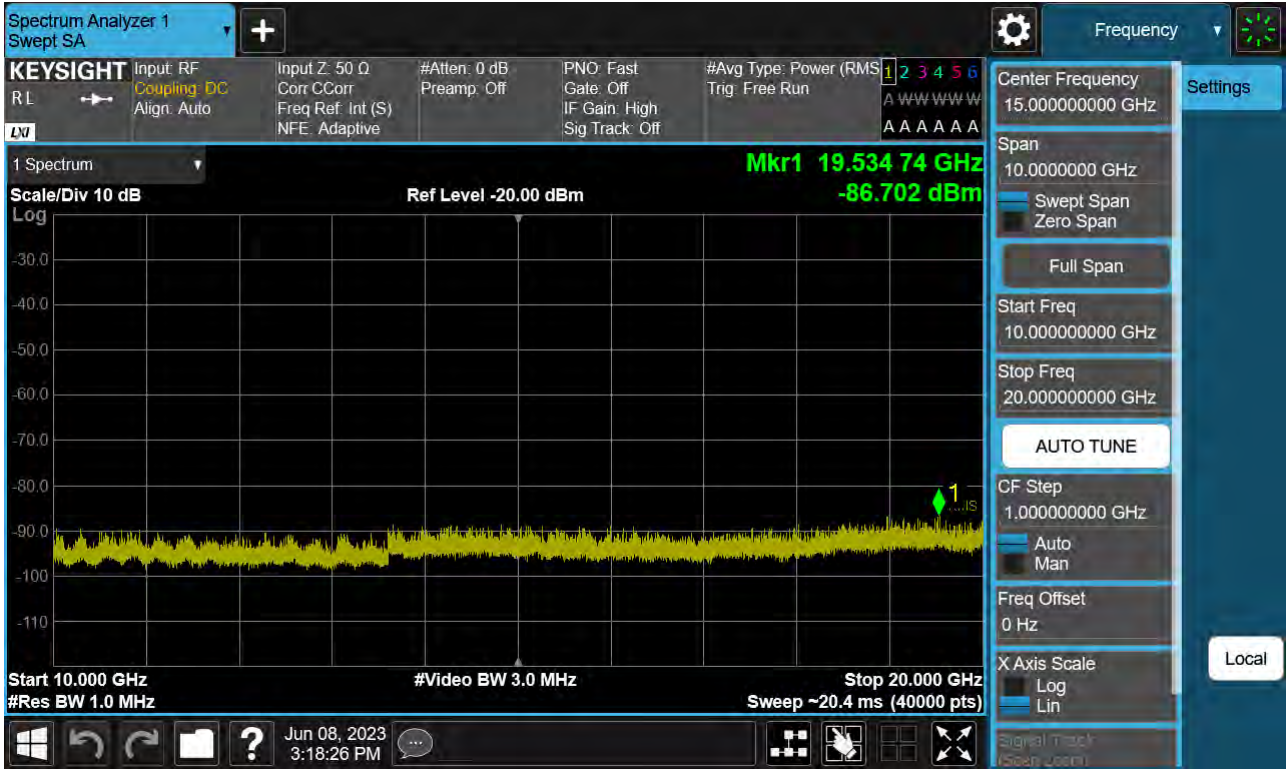 Spectrum Analyzer 1
Swept SA
Frequency
KEYSIGHT
R L
LXI
Input: RF
Coupling: DC
Align: Auto
Input Z: 50 Ω
Corr CCorr
Freq Ref: Int (S)
NFE: Adaptive
#Atten: 0 dB
Preamp: Off
PNO: Fast
Gate: Off
IF Gain: High
Sig Track: Off
#Avg Type: Power (RMS
Trig: Free Run
1 2 3 4 5 6
A W W W W W
A A A A A A
1 Spectrum
Scale/Div 10 dB
Ref Level -20.00 dBm
Mkr1 19.534 74 GHz
-86.702 dBm
Log
-30.0
-40.0
-50.0
-60.0
-70.0
-80.0
-90.0
-100
-110
1
Start 10.000 GHz
#Video BW 3.0 MHz
Stop 20.000 GHz
#Res BW 1.0 MHz
Sweep ~20.4 ms (40000 pts)
Jun 08, 2023
3:18:26 PM
Center Frequency
15.000000000 GHz
Settings
Span
10.0000000 GHz
Swept Span
Zero Span
Full Span
Start Freq
10.000000000 GHz
Stop Freq
20.000000000 GHz
AUTO TUNE
CF Step
1.000000000 GHz
Auto
Man
Freq Offset
0 Hz
X Axis Scale
Log
Lin
Local
Signal Track
(Span Zoom)